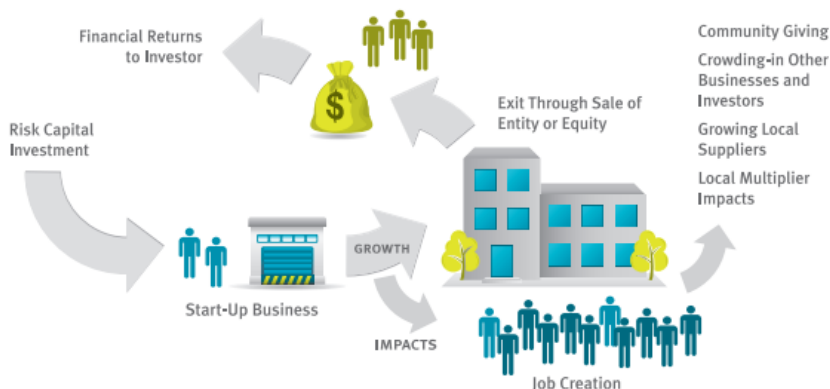 Financial Returns
to Investor
Community Giving
Crowding-in Other
Businesses and
Investors
Growing Local
Suppliers
Local Multiplier
Impacts
$
Exit Through Sale of
Entity or Equity
Risk Capital
Investment
GROWTH
Start-Up Business
IMPACTS
Job Creation